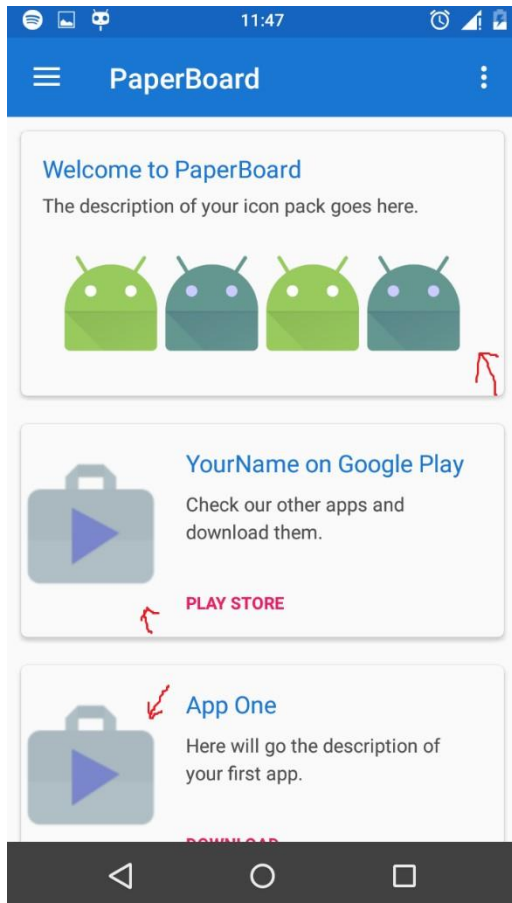 11:47
PaperBoard
Welcome to PaperBoard
The description of your icon pack goes here.
YourName on Google Play
Check our other apps and
download them.
PLAY STORE
App One
Here will go the description of
your first app.
DOWNLOAD